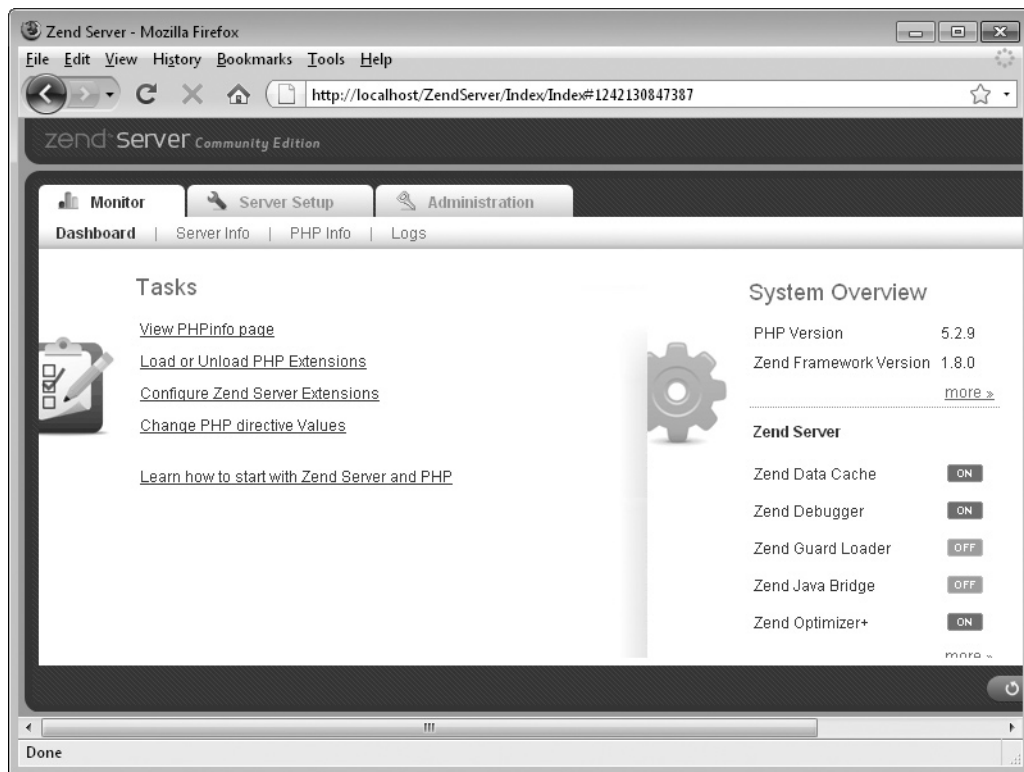 Zend Server - Mozilla Firefox
File Edit View History Bookmarks Tools Help
http://localhost/ZendServer/Index/Index#1242130847387
zend server Community Edition
Monitor Server Setup Administration
Dashboard | Server Info | PHP Info | Logs
Tasks
View PHPinfo page
Load or Unload PHP Extensions
Configure Zend Server Extensions
Change PHP directive Values
Learn how to start with Zend Server and PHP
System Overview
PHP Version 5.2.9
Zend Framework Version 1.8.0
more »
Zend Server
Zend Data Cache ON
Zend Debugger ON
Zend Guard Loader OFF
Zend Java Bridge OFF
Zend Optimizer+ ON
more »
Done